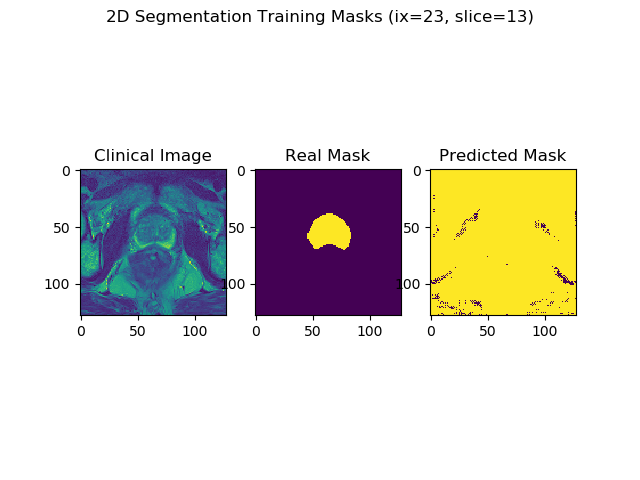 2D Segmentation Training Masks (ix=23, slice=13)
Clinical Image Real Mask Predicted Mask
0 0 0
50 50 50
100 100 100
0 50 100 0 50 100 0 50 100